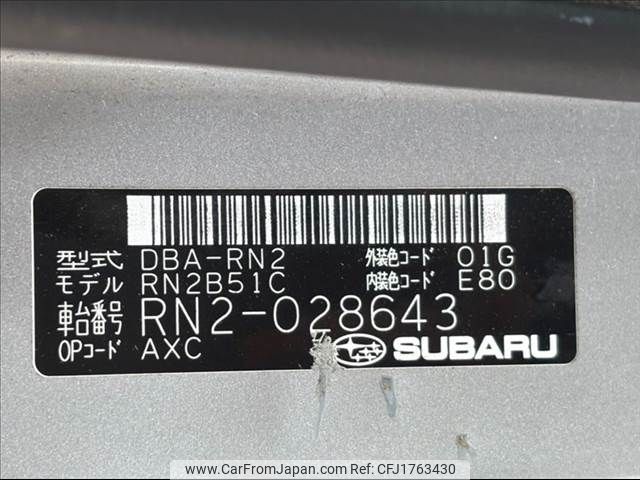 型式 DBA-RN2 外装色コード 01G
モデル RN2B51C 内装色コード E80
車台番号 RN2-028643
OPコード AXC SUBARU
www.CarFromJapan.com Car ID: CFJ1763430